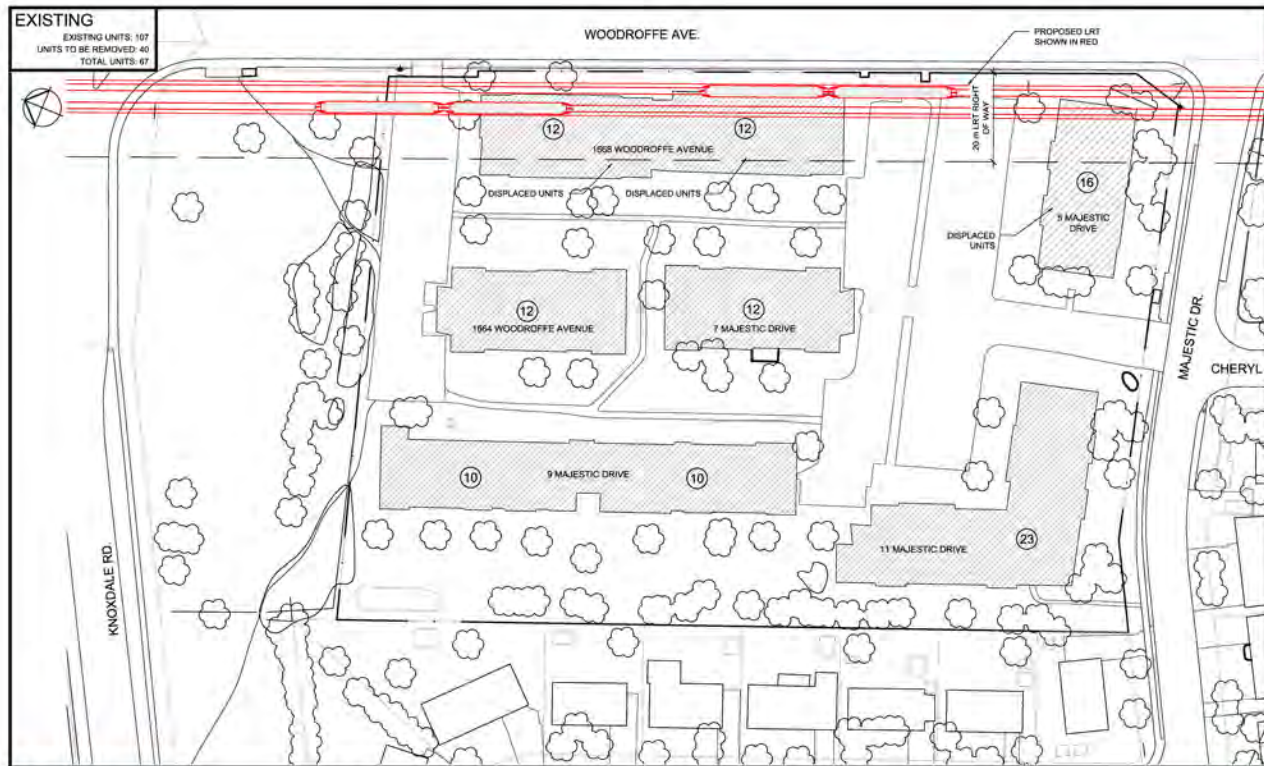 EXISTING
EXISTING UNITS: 107
UNITS TO BE REMOVED: 40
TOTAL UNITS: 67
WOODROFFE AVE.
PROPOSED LRT
SHOWN IN RED
20 m LRT RIGHT
OF WAY
12
12
1668 WOODROFFE AVENUE
DISPLACED UNITS
DISPLACED UNITS
16
5 MAJESTIC
DRIVE
DISPLACED
UNITS
12
1664 WOODROFFE AVENUE
12
7 MAJESTIC DRIVE
MAJESTIC DR.
CHERYL
10
9 MAJESTIC DRIVE
10
11 MAJESTIC DRIVE
23
KNOXDALE RD.